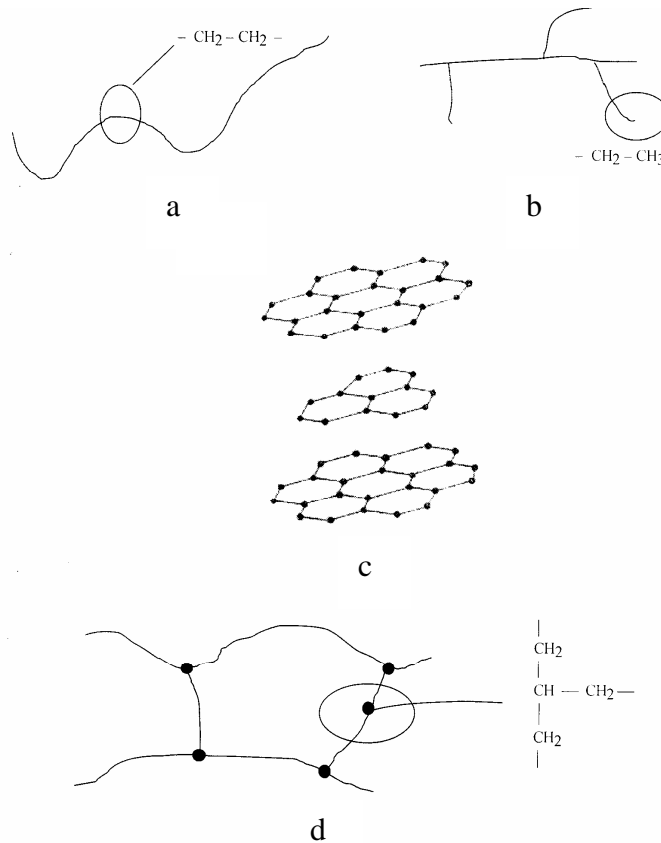 – CH2 – CH2 –
– CH2 – CH3
a
b
c
|
CH2
|
CH — CH2 —
|
CH2
|
d